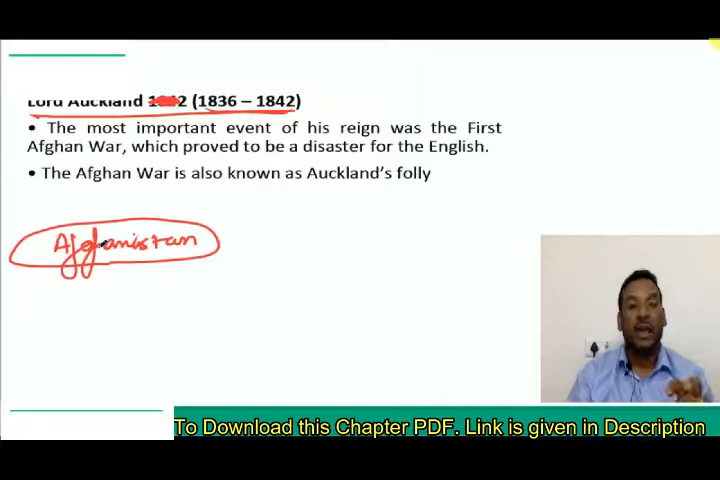 Lord Auckland 2 (1836 – 1842)
• The most important event of his reign was the First
Afghan War, which proved to be a disaster for the English.
• The Afghan War is also known as Auckland's folly
Afghanistan
To Download this Chapter PDF. Link is given in Description